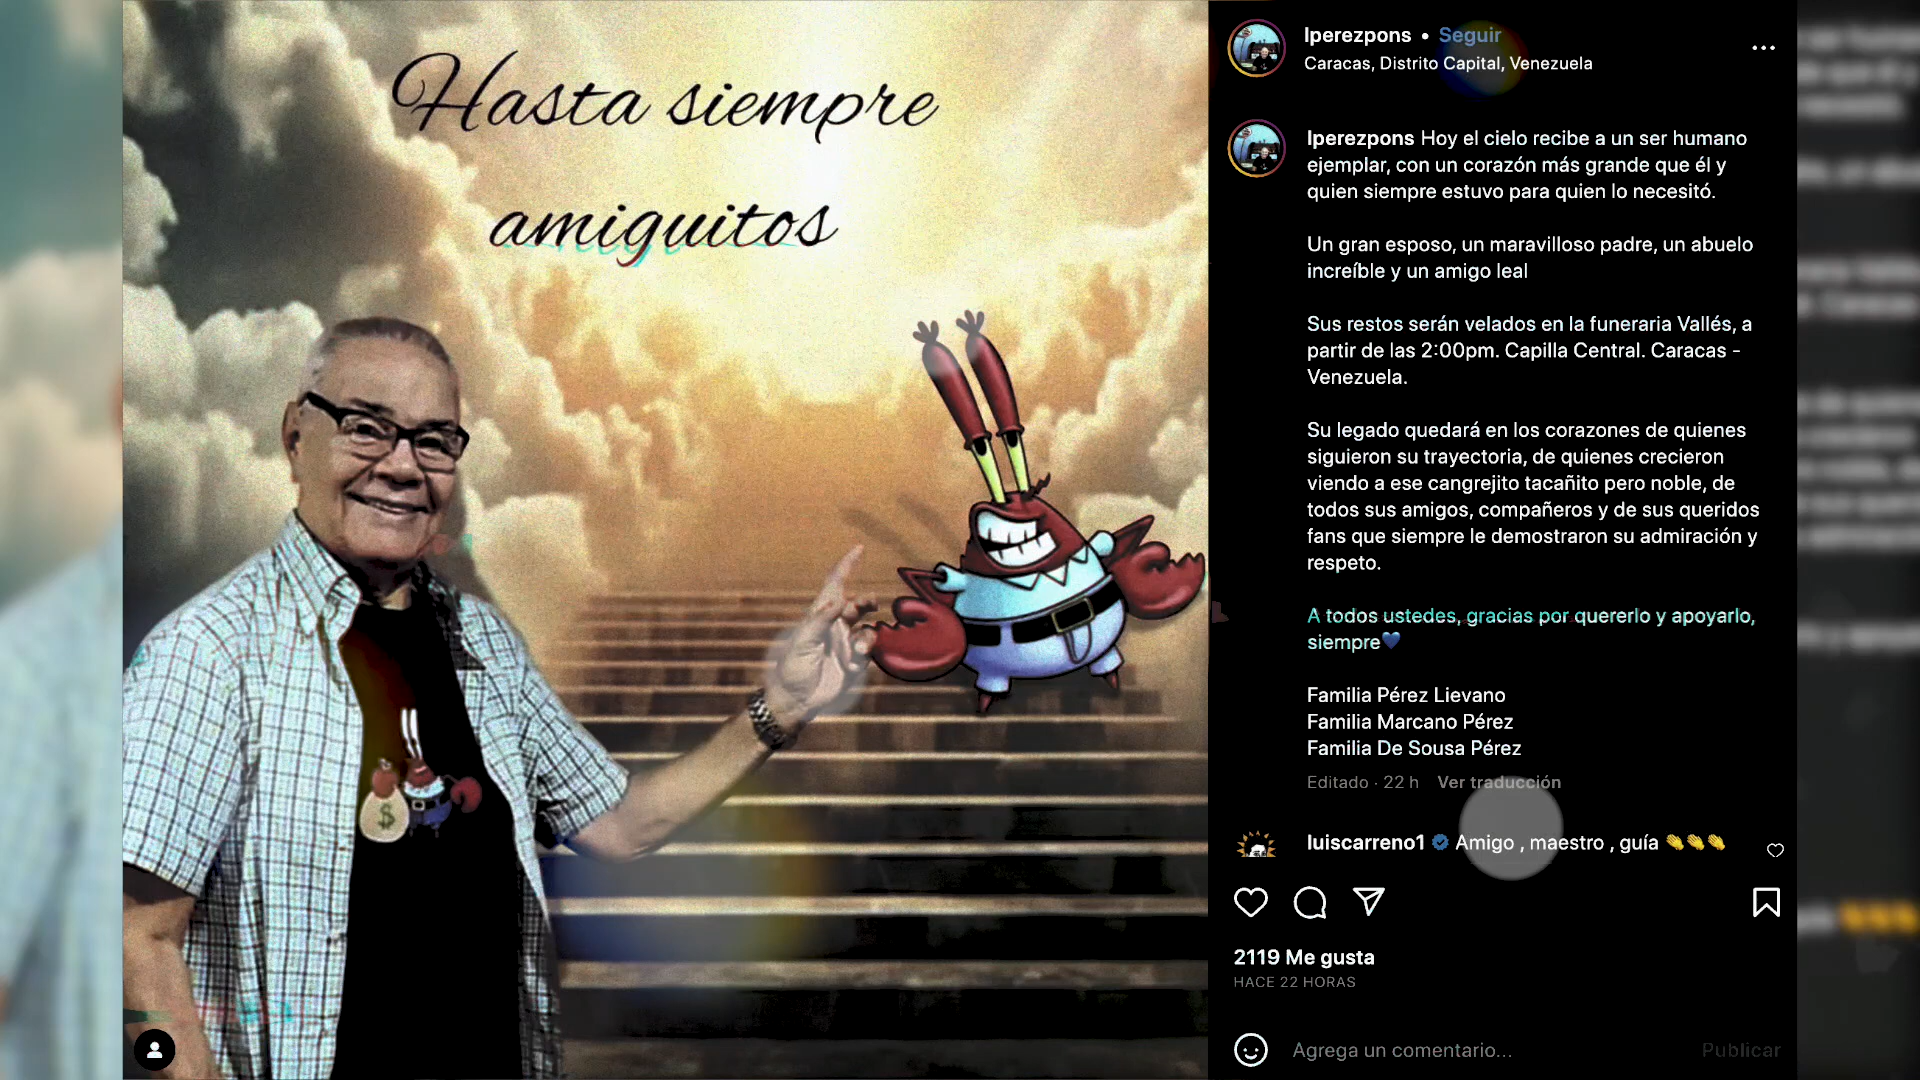 Hasta siempre
amiguitos
$
lperezpons • Seguir
Caracas, Distrito Capital, Venezuela
lperezpons Hoy el cielo recibe a un ser humano
ejemplar, con un corazón más grande que él y
quien siempre estuvo para quien lo necesitó.
Un gran esposo, un maravilloso padre, un abuelo
increíble y un amigo leal
Sus restos serán velados en la funeraria Vallés, a
partir de las 2:00pm. Capilla Central. Caracas -
Venezuela.
Su legado quedará en los corazones de quienes
siguieron su trayectoria, de quienes crecieron
viendo a ese cangrejito tacañito pero noble, de
todos sus amigos, compañeros y de sus queridos
fans que siempre le demostraron su admiración y
respeto.
A todos ustedes, gracias por quererlo y apoyarlo,
siempre💙
Familia Pérez Lievano
Familia Marcano Pérez
Familia De Sousa Pérez
Editado · 22 h Ver traducción
luiscarreno1 Amigo , maestro , guía 👏👏👏
2119 Me gusta
HACE 22 HORAS
Agrega un comentario...
Publicar